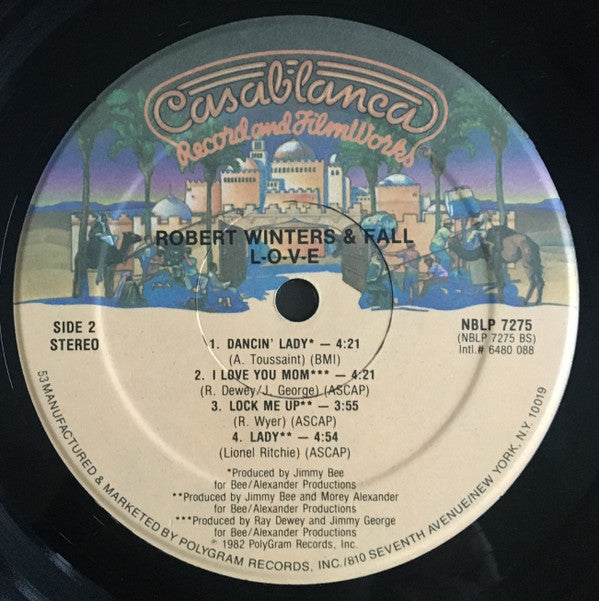 Casablanca
Record and FilmWorks
ROBERT WINTERS & FALL
L-O-V-E
SIDE 2
STEREO
NBLP 7275
(NBLP 7275 BS)
Intl.# 6480 088
1. DANCIN' LADY* — 4:21
(A. Toussaint) (BMI)
2. I LOVE YOU MOM*** — 4:21
(R. Dewey/J. George) (ASCAP)
3. LOCK ME UP** — 3:55
(R. Wyer) (ASCAP)
4. LADY** — 4:54
(Lionel Ritchie) (ASCAP)
*Produced by Jimmy Bee
for Bee/Alexander Productions
**Produced by Jimmy Bee and Morey Alexander
for Bee/Alexander Productions
***Produced by Ray Dewey and Jimmy George
for Bee/Alexander Productions
℗ 1982 PolyGram Records, Inc.
53 MANUFACTURED & MARKETED BY POLYGRAM RECORDS, INC./810 SEVENTH AVENUE/NEW YORK, N.Y. 10019